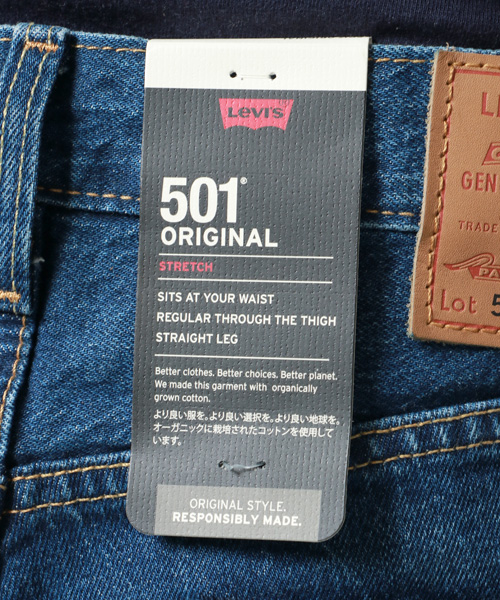 Levi's
501®
ORIGINAL
STRETCH
SITS AT YOUR WAIST
REGULAR THROUGH THE THIGH
STRAIGHT LEG
Better clothes. Better choices. Better planet.
We made this garment with organically
grown cotton.
より良い服を。より良い選択を。より良い地球を。
オーガニックに栽培されたコットンを使用して
います。
ORIGINAL STYLE.
RESPONSIBLY MADE.
TRADE
Lot 5